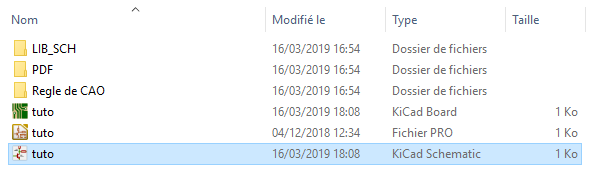 Nom Modifié le Type Taille
LIB_SCH 16/03/2019 16:54 Dossier de fichiers
PDF 16/03/2019 16:54 Dossier de fichiers
Regle de CAO 16/03/2019 16:54 Dossier de fichiers
tuto 16/03/2019 18:08 KiCad Board 1 Ko
tuto 04/12/2018 12:34 Fichier PRO 1 Ko
tuto 16/03/2019 18:08 KiCad Schematic 1 Ko